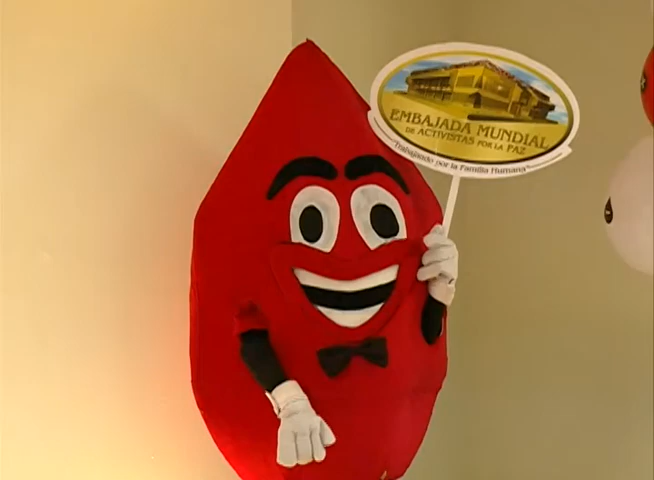 EMBAJADA MUNDIAL
DE ACTIVISTAS POR LA PAZ
"Trabajando por la Familia Humana"